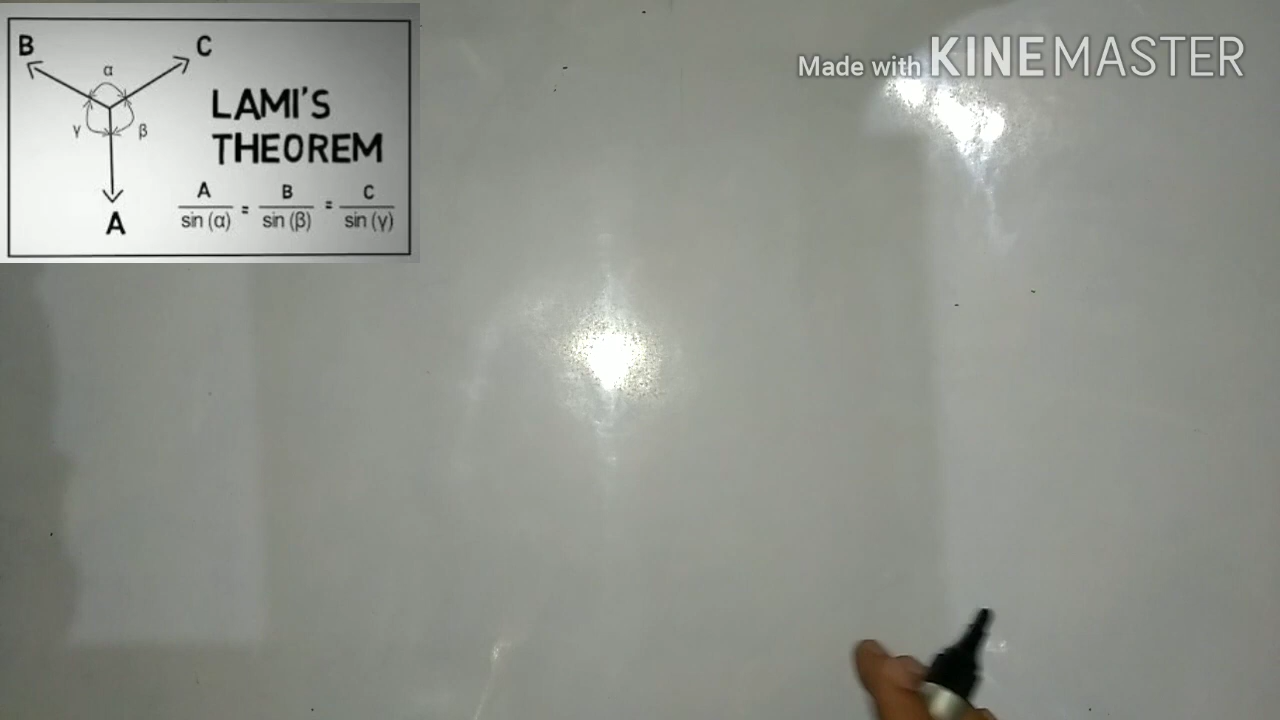 B
C
α
γ
β
A
LAMI'S
THEOREM
A = B = C
sin (α) sin (β) sin (γ)
Made with KINEMASTER